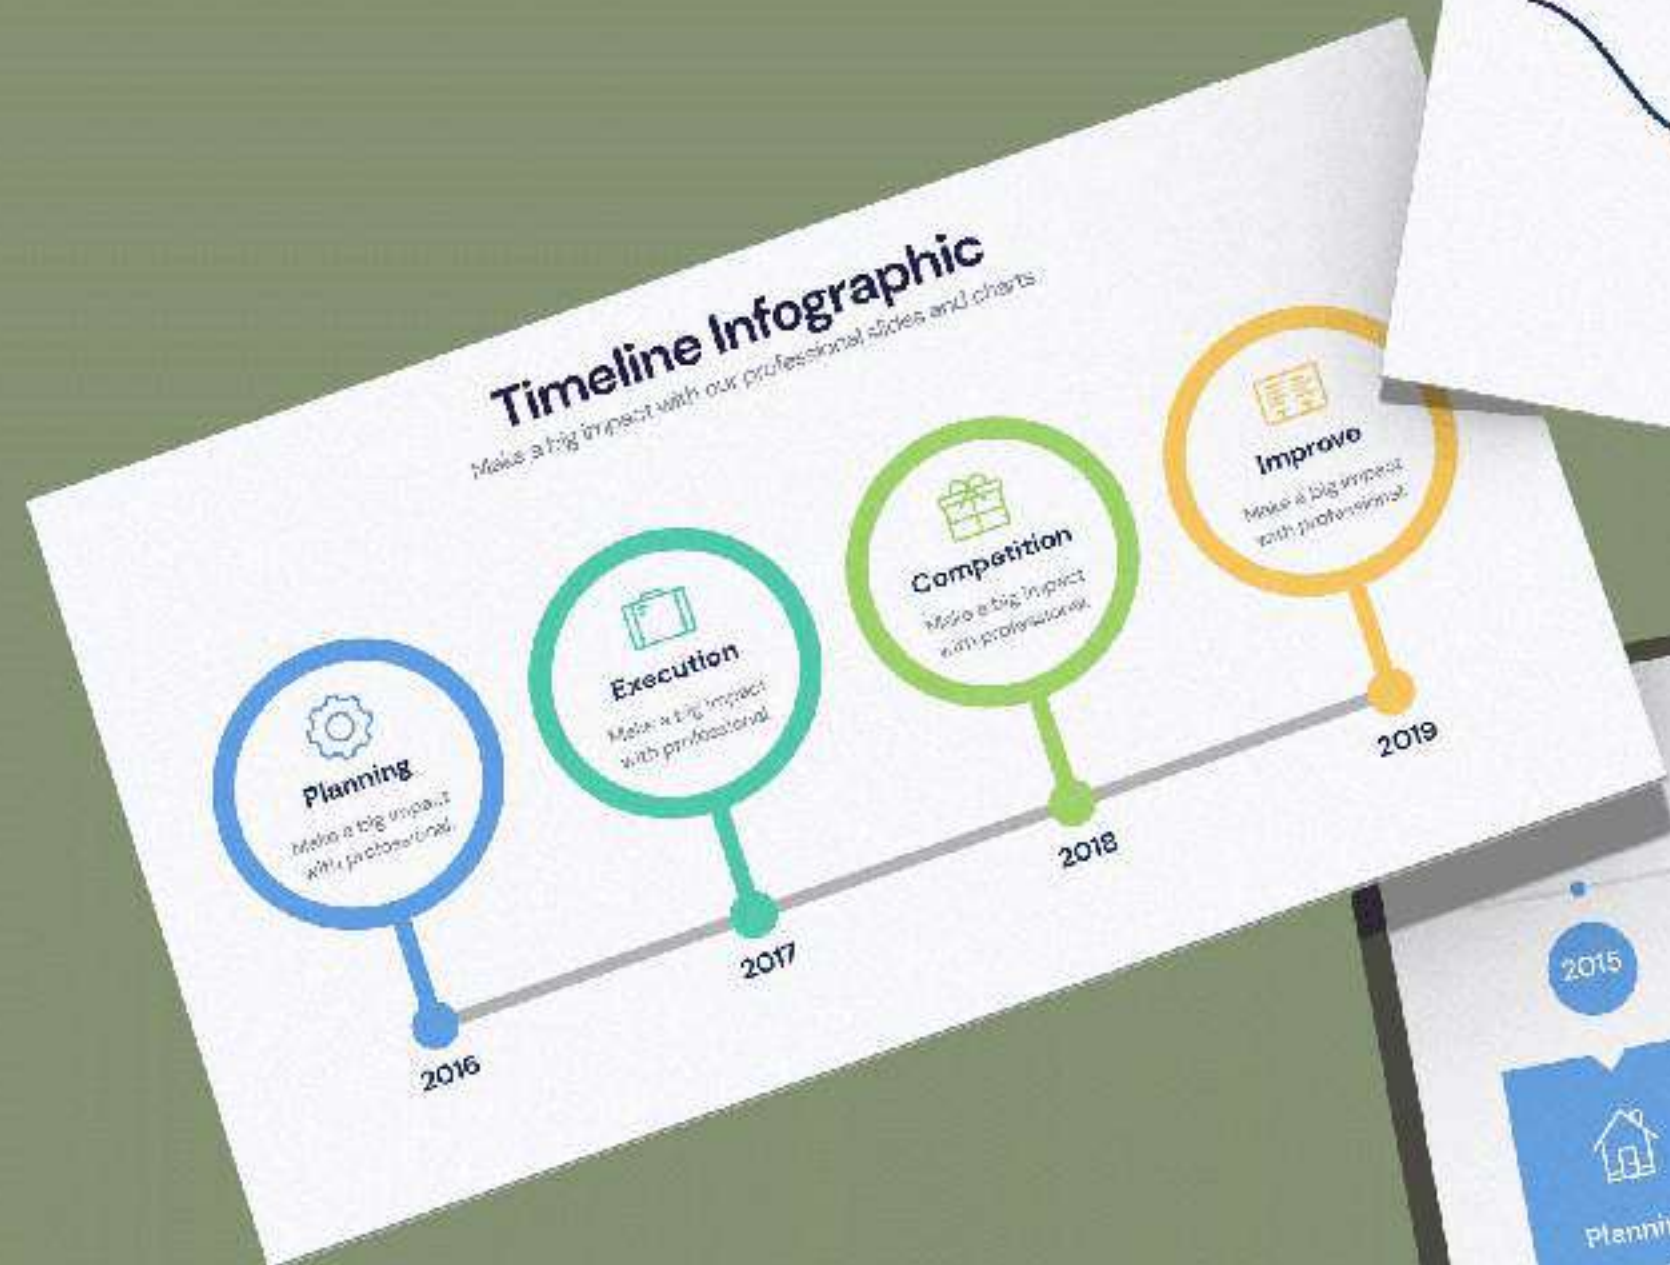 Timeline Infographic
Make a big impact with our professional slides and charts
Planning
Make a big impact
with professional.
2016
Execution
Make a big impact
with professional.
2017
Competition
Make a big impact
with professional.
2018
Improve
Make a big impact
with professional.
2019
2015
Plannin